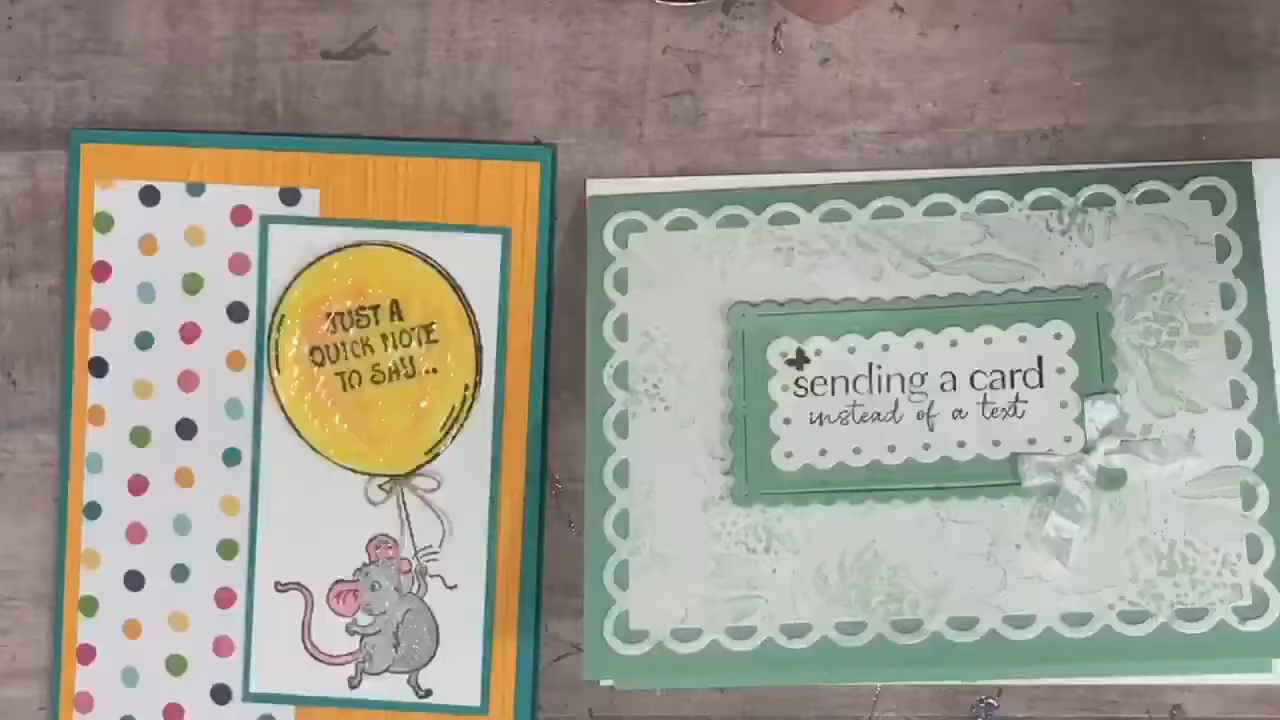 JUST A
QUICK NOTE
TO SAY..
sending a card
instead of a text